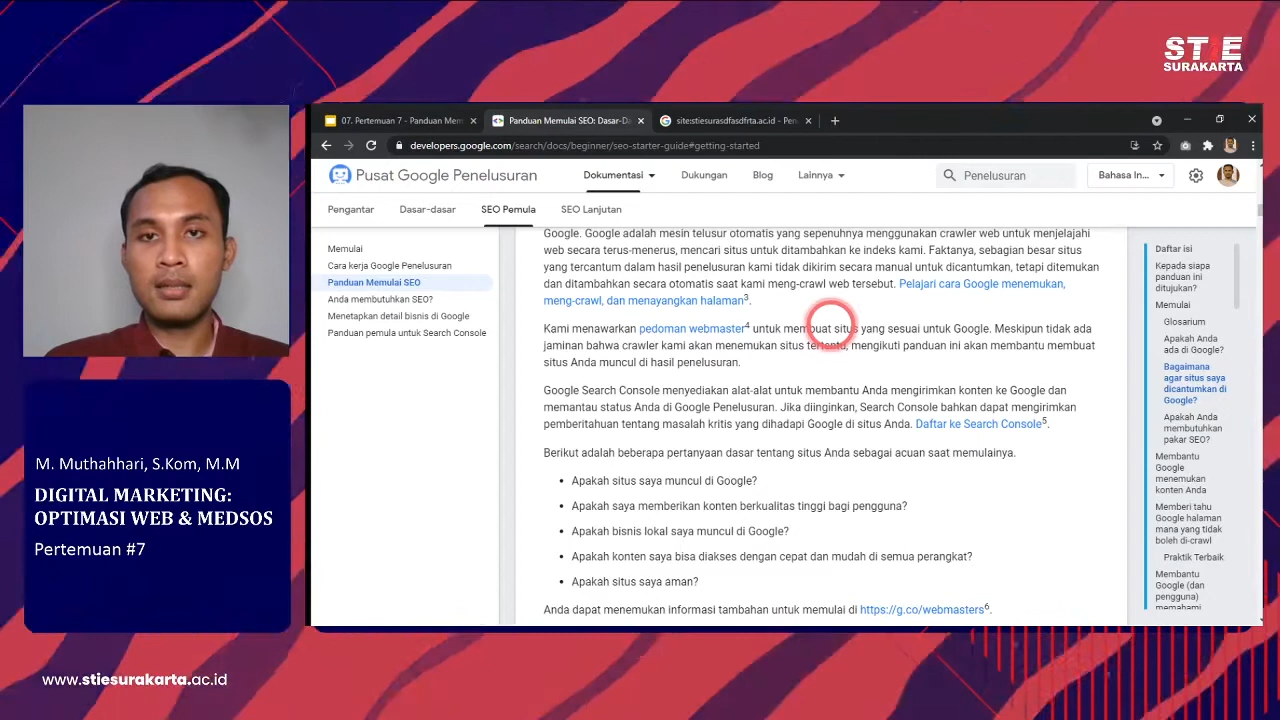 STIE
SURAKARTA
07. Pertemuan 7 - Panduan Mem
Panduan Memulai SEO: Dasar-Da
site:stiesurasdfasdfrta.ac.id - Pen
developers.google.com/search/docs/beginner/seo-starter-guide#getting-started
Pusat Google Penelusuran
Dokumentasi
Dukungan
Blog
Lainnya
Penelusuran
Bahasa In...
Pengantar
Dasar-dasar
SEO Pemula
SEO Lanjutan
Memulai
Cara kerja Google Penelusuran
Panduan Memulai SEO
Anda membutuhkan SEO?
Menetapkan detail bisnis di Google
Panduan pemula untuk Search Console
Google. Google adalah mesin telusur otomatis yang sepenuhnya menggunakan crawler web untuk menjelajahi
web secara terus-menerus, mencari situs untuk ditambahkan ke indeks kami. Faktanya, sebagian besar situs
yang tercantum dalam hasil penelusuran kami tidak dikirim secara manual untuk dicantumkan, tetapi ditemukan
dan ditambahkan secara otomatis saat kami meng-crawl web tersebut. Pelajari cara Google menemukan,
meng-crawl, dan menayangkan halaman³.
Kami menawarkan pedoman webmaster⁴ untuk membuat situs yang sesuai untuk Google. Meskipun tidak ada
jaminan bahwa crawler kami akan menemukan situs tertentu, mengikuti panduan ini akan membantu membuat
situs Anda muncul di hasil penelusuran.
Google Search Console menyediakan alat-alat untuk membantu Anda mengirimkan konten ke Google dan
memantau status Anda di Google Penelusuran. Jika diinginkan, Search Console bahkan dapat mengirimkan
pemberitahuan tentang masalah kritis yang dihadapi Google di situs Anda. Daftar ke Search Console⁵.
Berikut adalah beberapa pertanyaan dasar tentang situs Anda sebagai acuan saat memulainya.
• Apakah situs saya muncul di Google?
• Apakah saya memberikan konten berkualitas tinggi bagi pengguna?
• Apakah bisnis lokal saya muncul di Google?
• Apakah konten saya bisa diakses dengan cepat dan mudah di semua perangkat?
• Apakah situs saya aman?
Anda dapat menemukan informasi tambahan untuk memulai di https://g.co/webmasters⁶.
Daftar isi
Kepada siapa
panduan ini
ditujukan?
Memulai
Glosarium
Apakah Anda
ada di Google?
Bagaimana
agar situs saya
dicantumkan di
Google?
Apakah Anda
membutuhkan
pakar SEO?
Membantu
Google
menemukan
konten Anda
Memberi tahu
Google halaman
mana yang tidak
boleh di-crawl
Praktik Terbaik
Membantu
Google (dan
pengguna)
memahami
M. Muthahhari, S.Kom, M.M
DIGITAL MARKETING:
OPTIMASI WEB & MEDSOS
Pertemuan #7
www.stiesurakarta.ac.id